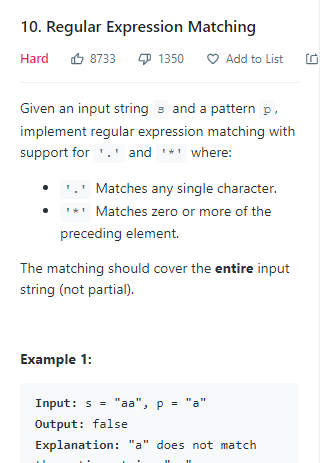 10. Regular Expression Matching
Hard 8733 1350 Add to List
Given an input string s and a pattern p,
implement regular expression matching with
support for '.' and '*' where:
• '.' Matches any single character.
• '*' Matches zero or more of the
preceding element.
The matching should cover the entire input
string (not partial).
Example 1:
Input: s = "aa", p = "a"
Output: false
Explanation: "a" does not match